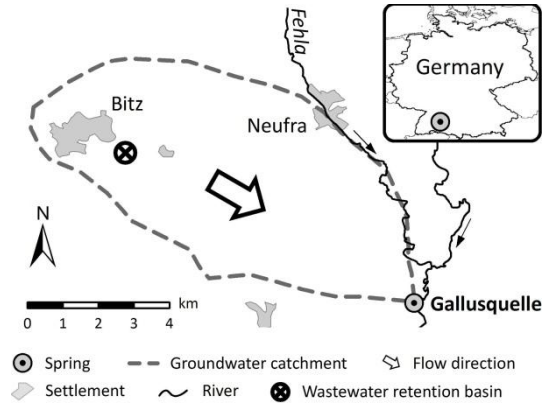 Fehla
Germany
Bitz
Neufra
N
km
0 1 2 3 4
Gallusquelle
Spring Groundwater catchment Flow direction
Settlement River Wastewater retention basin